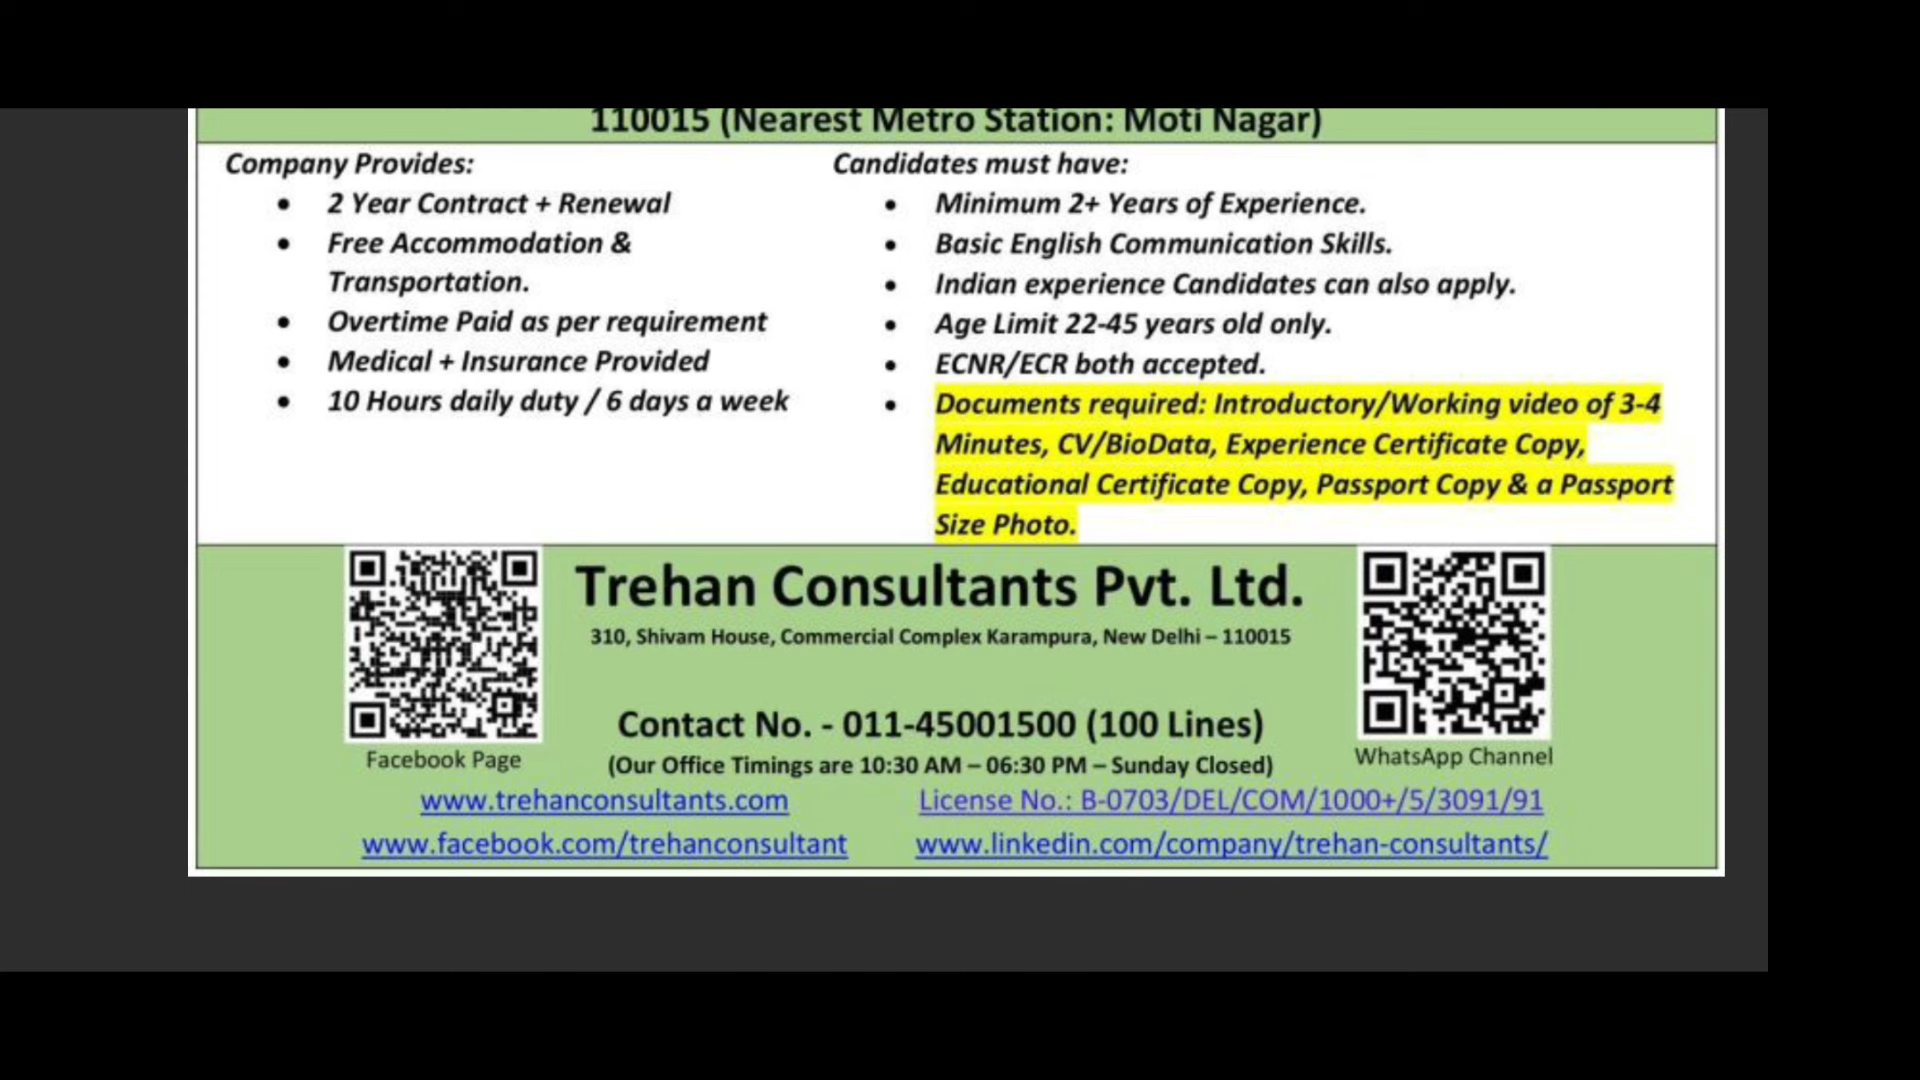 110015 (Nearest Metro Station: Moti Nagar)
Company Provides:
• 2 Year Contract + Renewal
• Free Accommodation &
Transportation.
• Overtime Paid as per requirement
• Medical + Insurance Provided
• 10 Hours daily duty / 6 days a week
Candidates must have:
• Minimum 2+ Years of Experience.
• Basic English Communication Skills.
• Indian experience Candidates can also apply.
• Age Limit 22-45 years old only.
• ECNR/ECR both accepted.
• Documents required: Introductory/Working video of 3-4
Minutes, CV/BioData, Experience Certificate Copy,
Educational Certificate Copy, Passport Copy & a Passport
Size Photo.
Trehan Consultants Pvt. Ltd.
310, Shivam House, Commercial Complex Karampura, New Delhi – 110015
Contact No. - 011-45001500 (100 Lines)
(Our Office Timings are 10:30 AM – 06:30 PM – Sunday Closed)
Facebook Page
WhatsApp Channel
www.trehanconsultants.com
License No.: B-0703/DEL/COM/1000+/5/3091/91
www.facebook.com/trehanconsultant
www.linkedin.com/company/trehan-consultants/